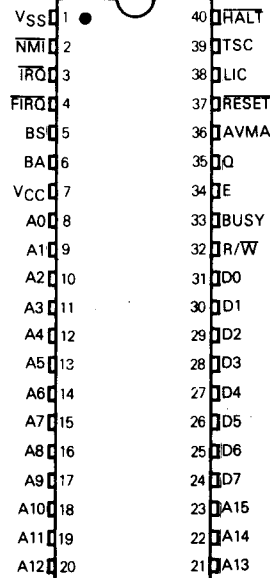 VSS 1 40 HALT
NMI 2 39 TSC
IRQ 3 38 LIC
FIRQ 4 37 RESET
BS 5 36 AVMA
BA 6 35 Q
VCC 7 34 E
A0 8 33 BUSY
A1 9 32 R/W
A2 10 31 D0
A3 11 30 D1
A4 12 29 D2
A5 13 28 D3
A6 14 27 D4
A7 15 26 D5
A8 16 25 D6
A9 17 24 D7
A10 18 23 A15
A11 19 22 A14
A12 20 21 A13